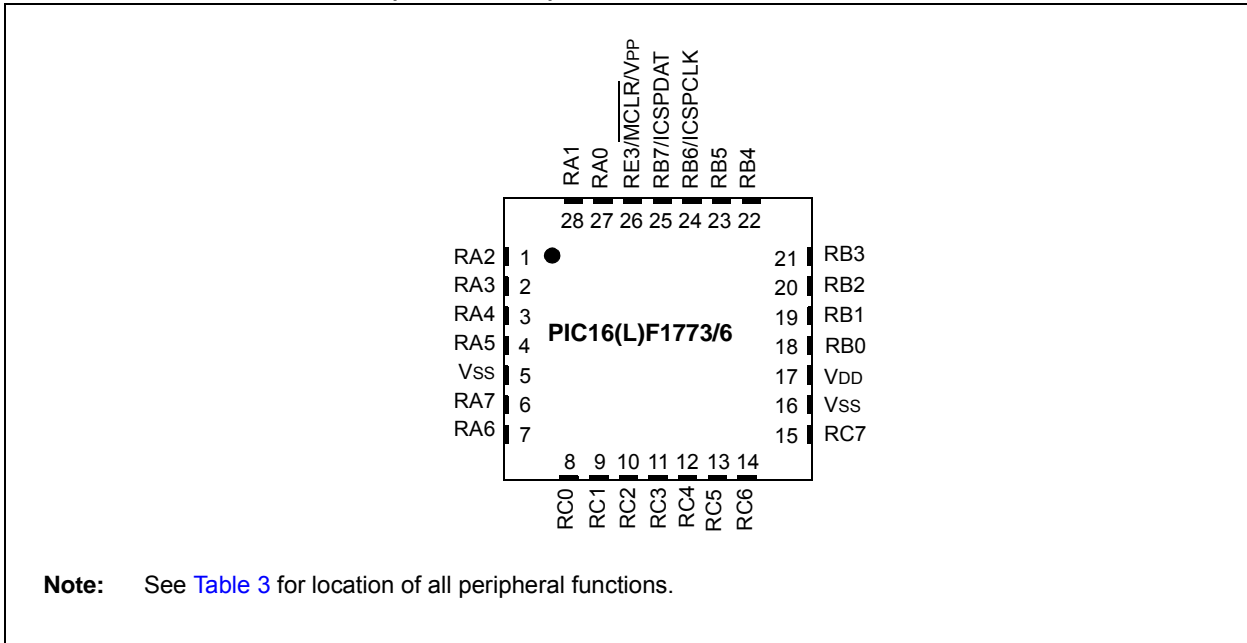 RA1
RA0
RE3/MCLR/VPP
RB7/ICSPDAT
RB6/ICSPCLK
RB5
RB4
28 27 26 25 24 23 22
RA2 1
RA3 2
RA4 3
RA5 4
VSS 5
RA7 6
RA6 7
PIC16(L)F1773/6
21 RB3
20 RB2
19 RB1
18 RB0
17 VDD
16 VSS
15 RC7
8 9 10 11 12 13 14
RC0
RC1
RC2
RC3
RC4
RC5
RC6
Note: See Table 3 for location of all peripheral functions.